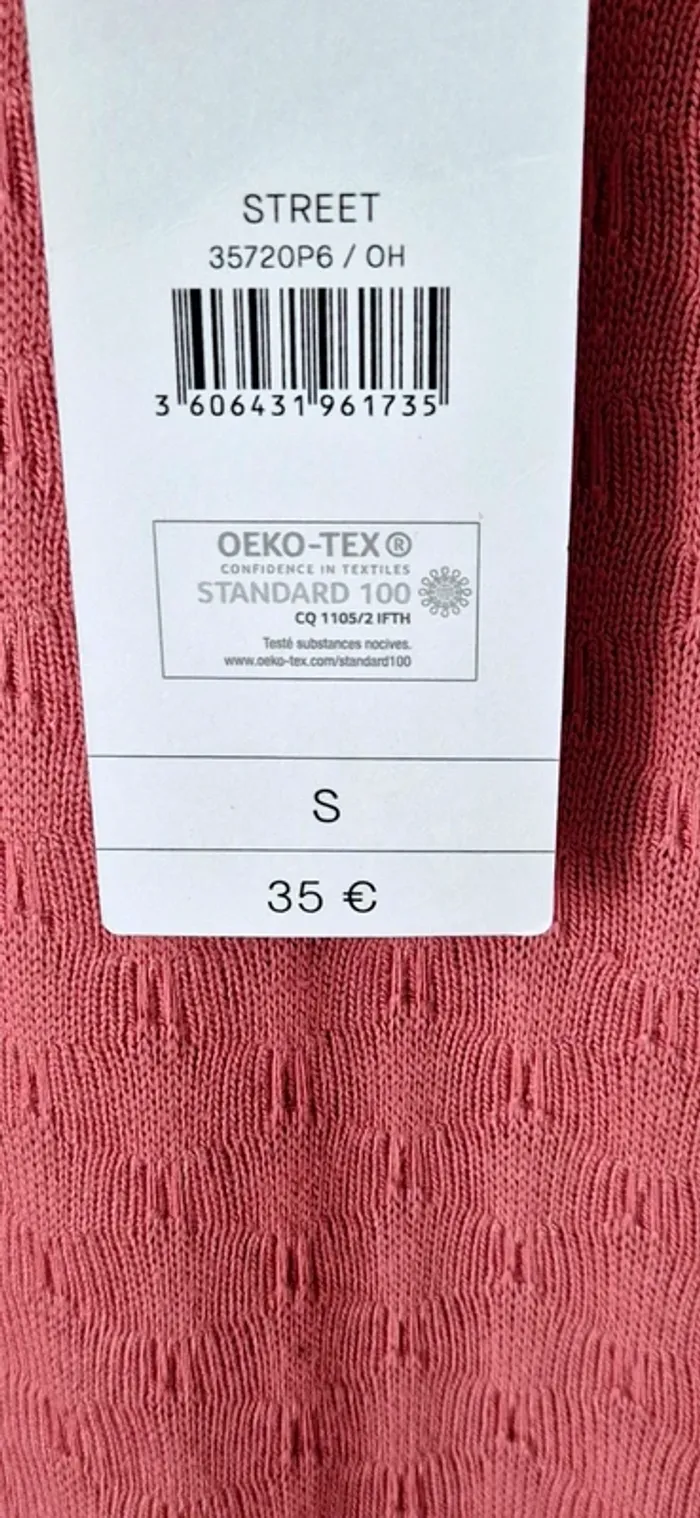 STREET
35720P6 / OH
3 606431 961735
OEKO-TEX®
CONFIDENCE IN TEXTILES
STANDARD 100
CQ 1105/2 IFTH
Testé substances nocives.
www.oeko-tex.com/standard100
S
35 €